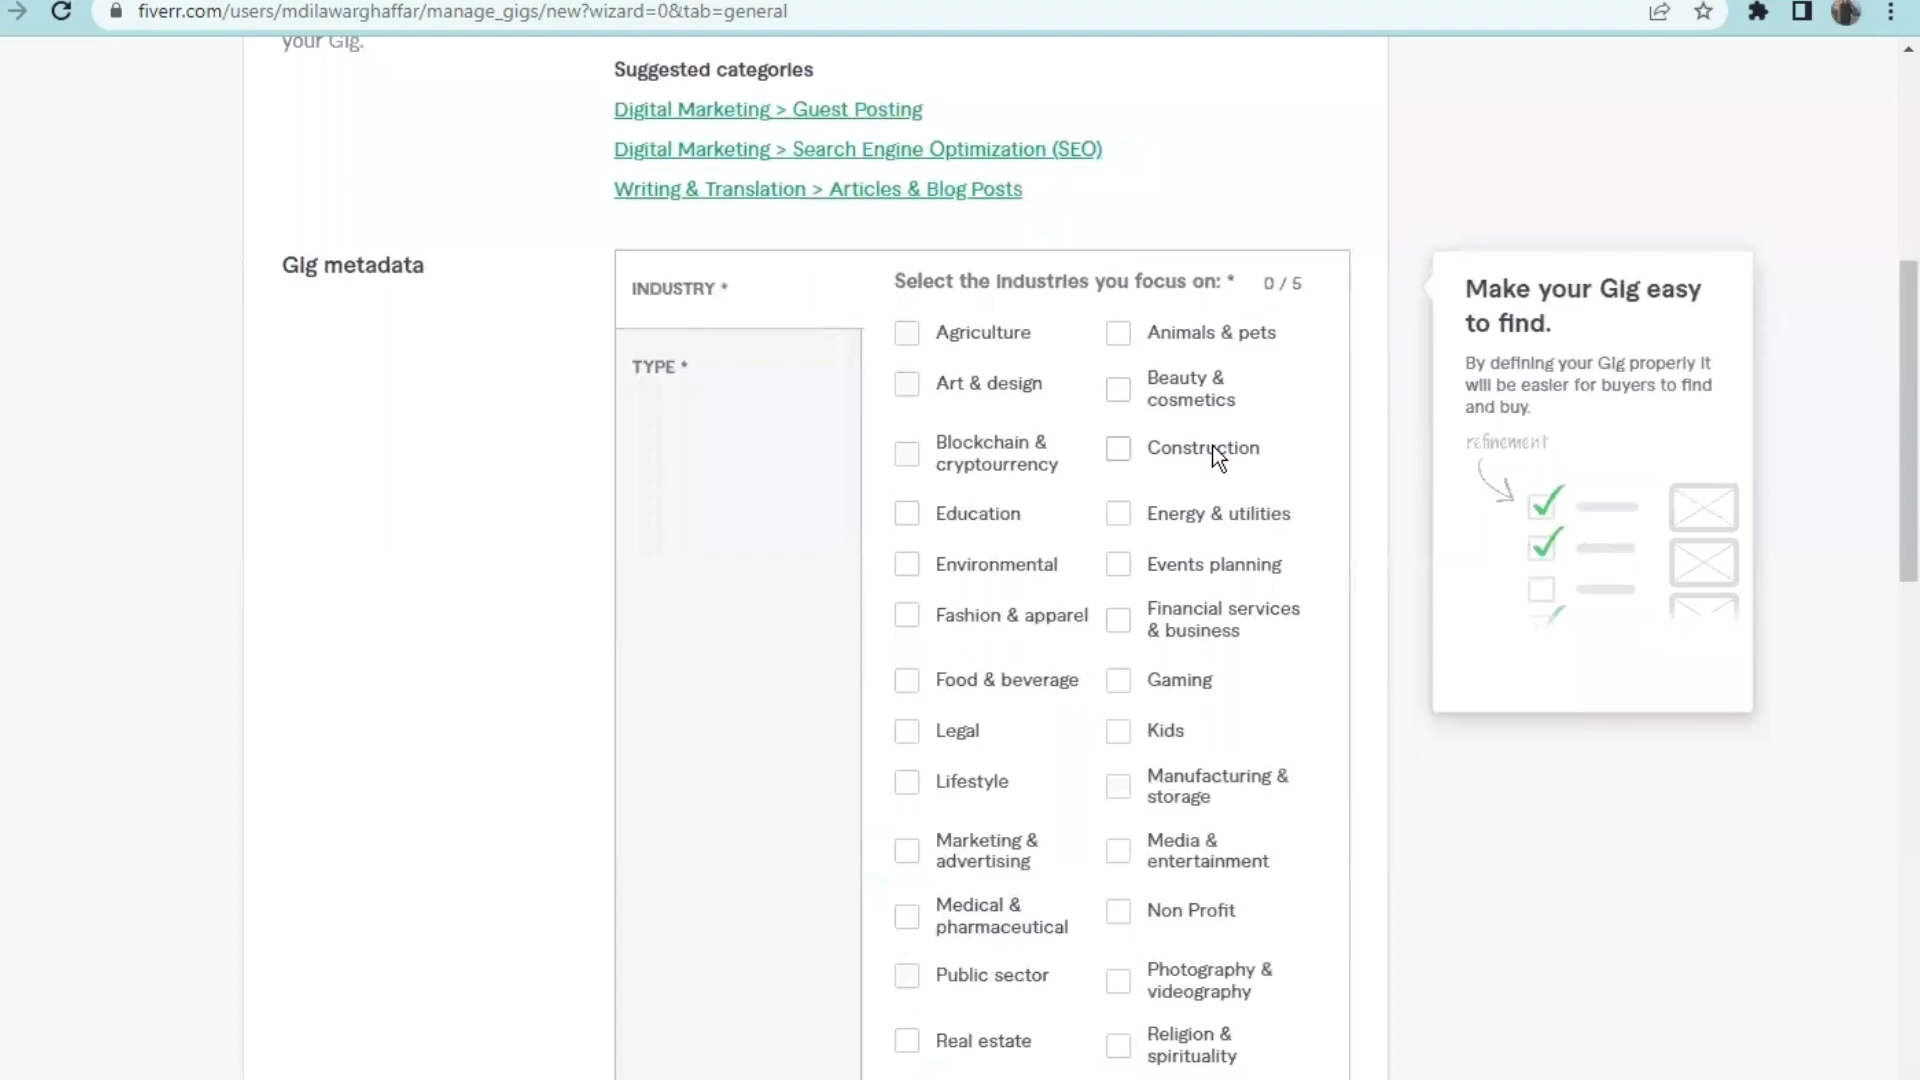 fiverr.com/users/mdilawarghaffar/manage_gigs/new?wizard=0&tab=general
your Gig.
Suggested categories
Digital Marketing > Guest Posting
Digital Marketing > Search Engine Optimization (SEO)
Writing & Translation > Articles & Blog Posts
Gig metadata
INDUSTRY *
TYPE *
Select the industries you focus on: * 0 / 5
Agriculture
Animals & pets
Art & design
Beauty &
cosmetics
Blockchain &
cryptourrency
Construction
Education
Energy & utilities
Environmental
Events planning
Fashion & apparel
Financial services
& business
Food & beverage
Gaming
Legal
Kids
Lifestyle
Manufacturing &
storage
Marketing &
advertising
Media &
entertainment
Medical &
pharmaceutical
Non Profit
Public sector
Photography &
videography
Real estate
Religion &
spirituality
Make your Gig easy
to find.
By defining your Gig properly it
will be easier for buyers to find
and buy.
refinement